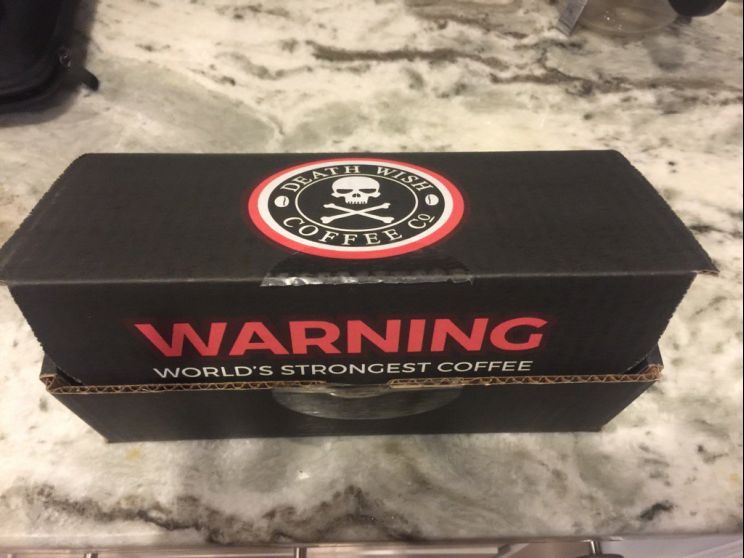 DEATH WISH
COFFEE CO
WARNING
WORLD'S STRONGEST COFFEE